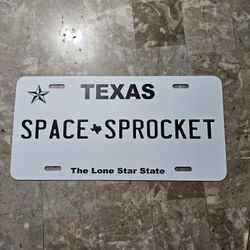 TEXAS
SPACE SPROCKET
The Lone Star State